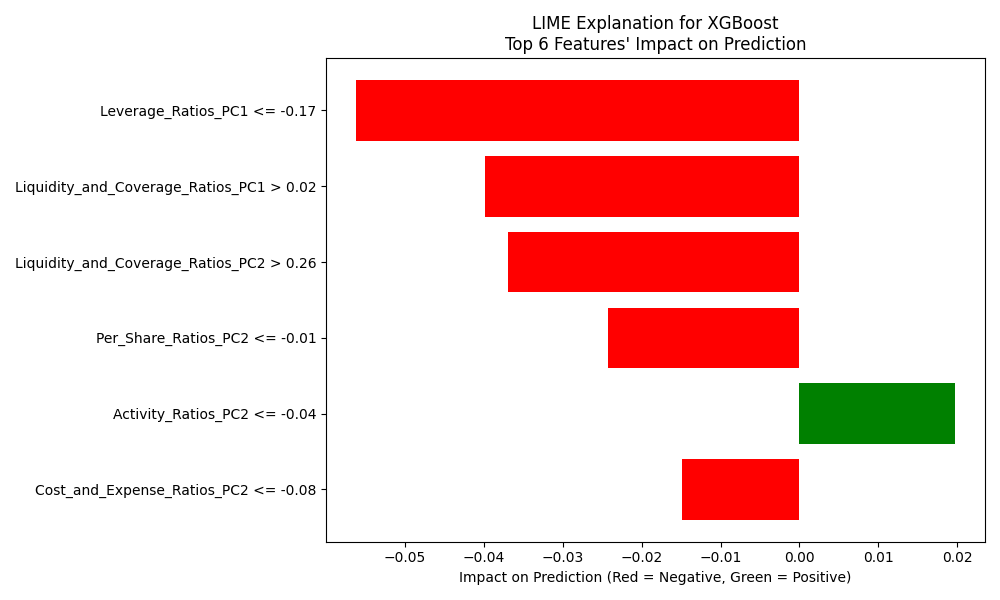 LIME Explanation for XGBoost
Top 6 Features' Impact on Prediction
Leverage_Ratios_PC1 <= -0.17
Liquidity_and_Coverage_Ratios_PC1 > 0.02
Liquidity_and_Coverage_Ratios_PC2 > 0.26
Per_Share_Ratios_PC2 <= -0.01
Activity_Ratios_PC2 <= -0.04
Cost_and_Expense_Ratios_PC2 <= -0.08
−0.05 −0.04 −0.03 −0.02 −0.01 0.00 0.01 0.02
Impact on Prediction (Red = Negative, Green = Positive)